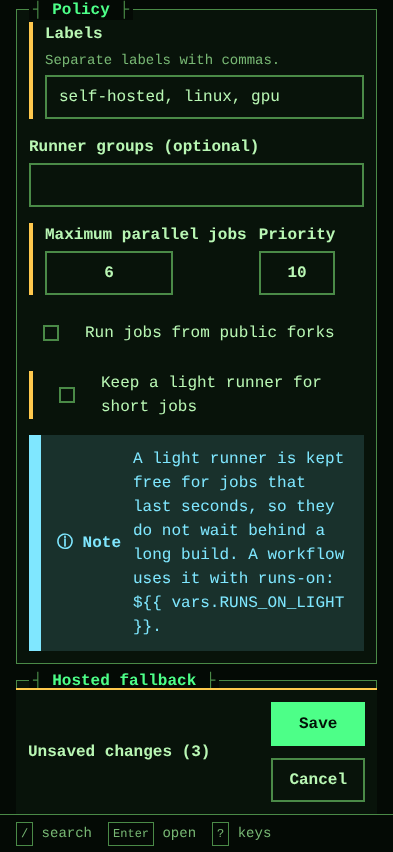 Policy
Labels
Separate labels with commas.
self-hosted, linux, gpu
Runner groups (optional)
Maximum parallel jobs Priority
6 10
Run jobs from public forks
Keep a light runner for
short jobs
A light runner is kept
free for jobs that
last seconds, so they
do not wait behind a
ⓘ Note
long build. A workflow
uses it with runs-on:
${{ vars.RUNS_ON_LIGHT
}}.
Hosted fallback
Save
Unsaved changes (3)
Cancel
/ search Enter open ? keys